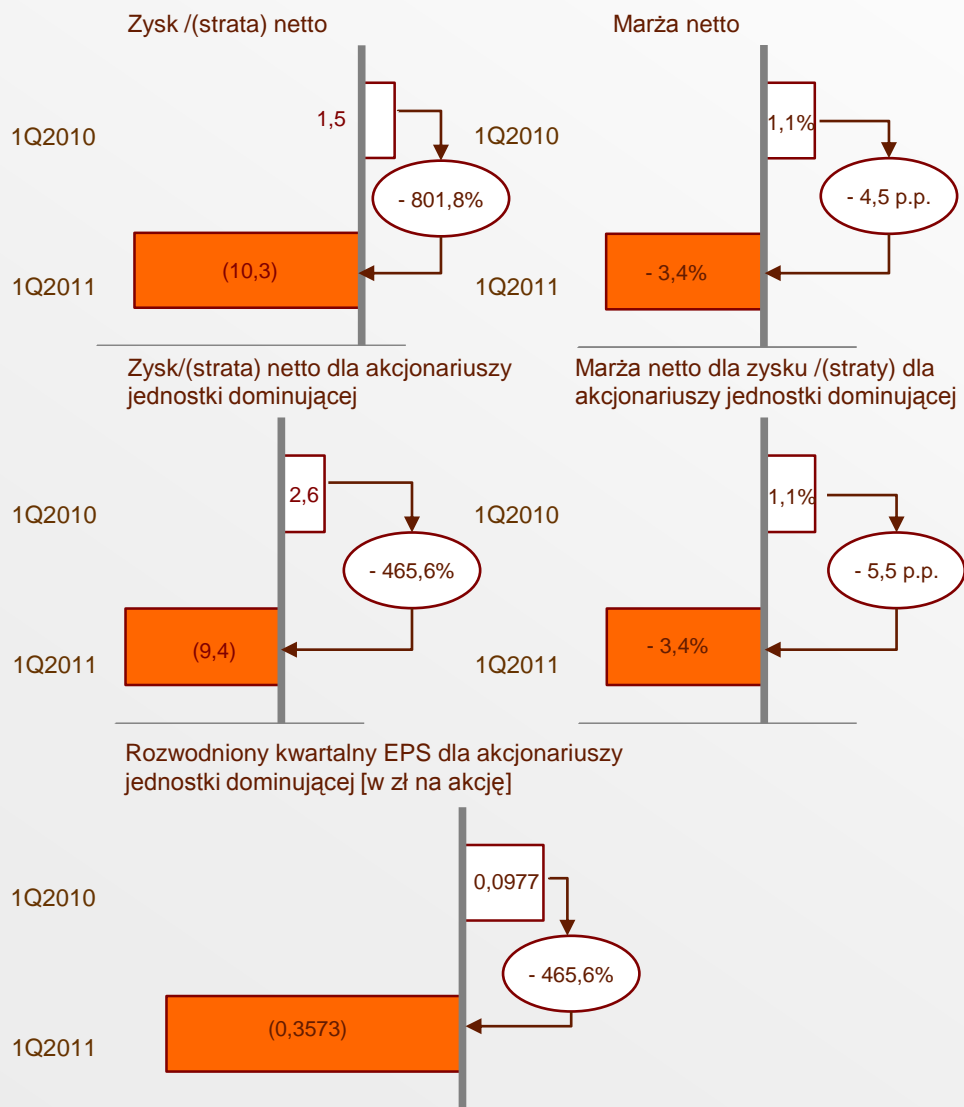 Zysk /(strata) netto
1Q2010
1,5
- 801,8%
1Q2011
(10,3)
Marża netto
1Q2010
1,1%
- 4,5 p.p.
1Q2011
- 3,4%
Zysk/(strata) netto dla akcjonariuszy
jednostki dominującej
1Q2010
2,6
- 465,6%
1Q2011
(9,4)
Marża netto dla zysku /(straty) dla
akcjonariuszy jednostki dominującej
1Q2010
1,1%
- 5,5 p.p.
1Q2011
- 3,4%
Rozwodniony kwartalny EPS dla akcjonariuszy
jednostki dominującej [w zł na akcję]
1Q2010
0,0977
- 465,6%
1Q2011
(0,3573)